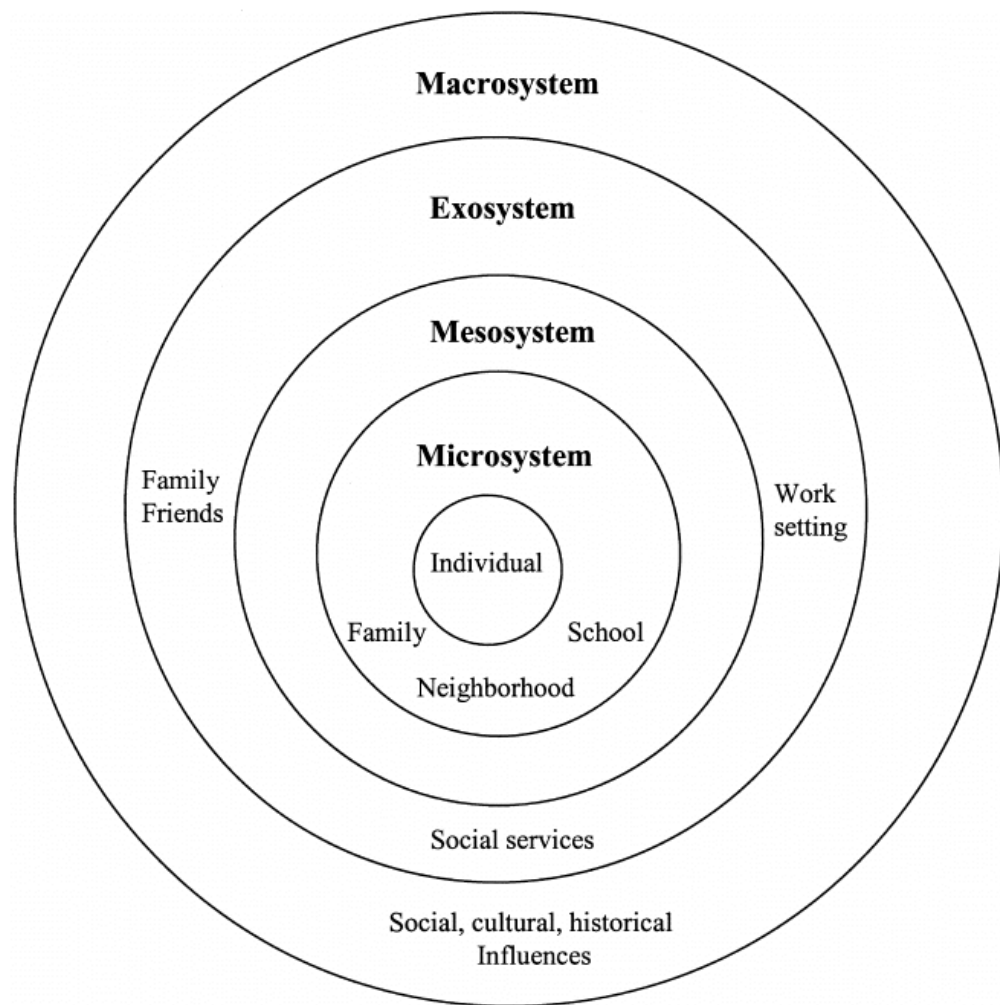 Macrosystem
Exosystem
Mesosystem
Microsystem
Family
Friends
Work
setting
Individual
Family
School
Neighborhood
Social services
Social, cultural, historical
Influences